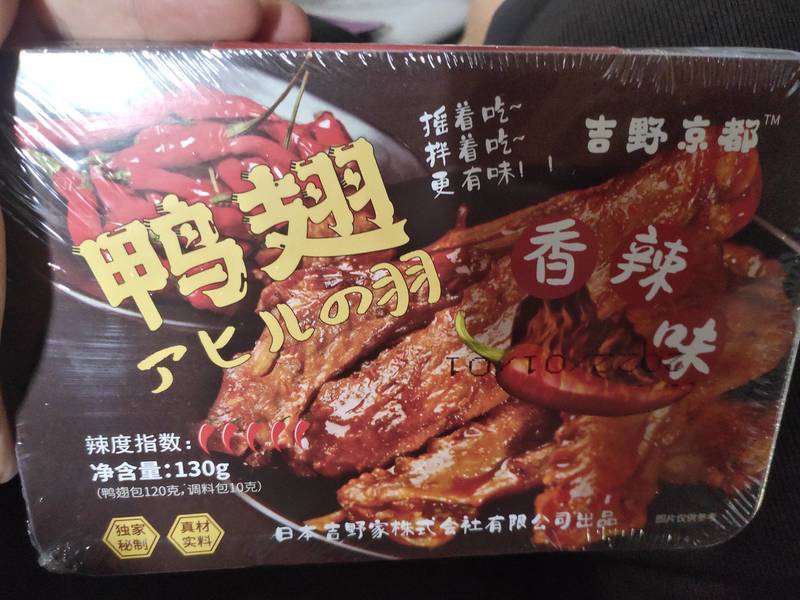 摇着吃~
拌着吃~
更有味！！
吉野京都™
鸭翅
アヒルの羽
香辣味
辣度指数：
净含量：130g
（鸭翅包120克，调料包10克）
独家秘制
真材实料
日本吉野家株式会社有限公司出品
图片仅供参考